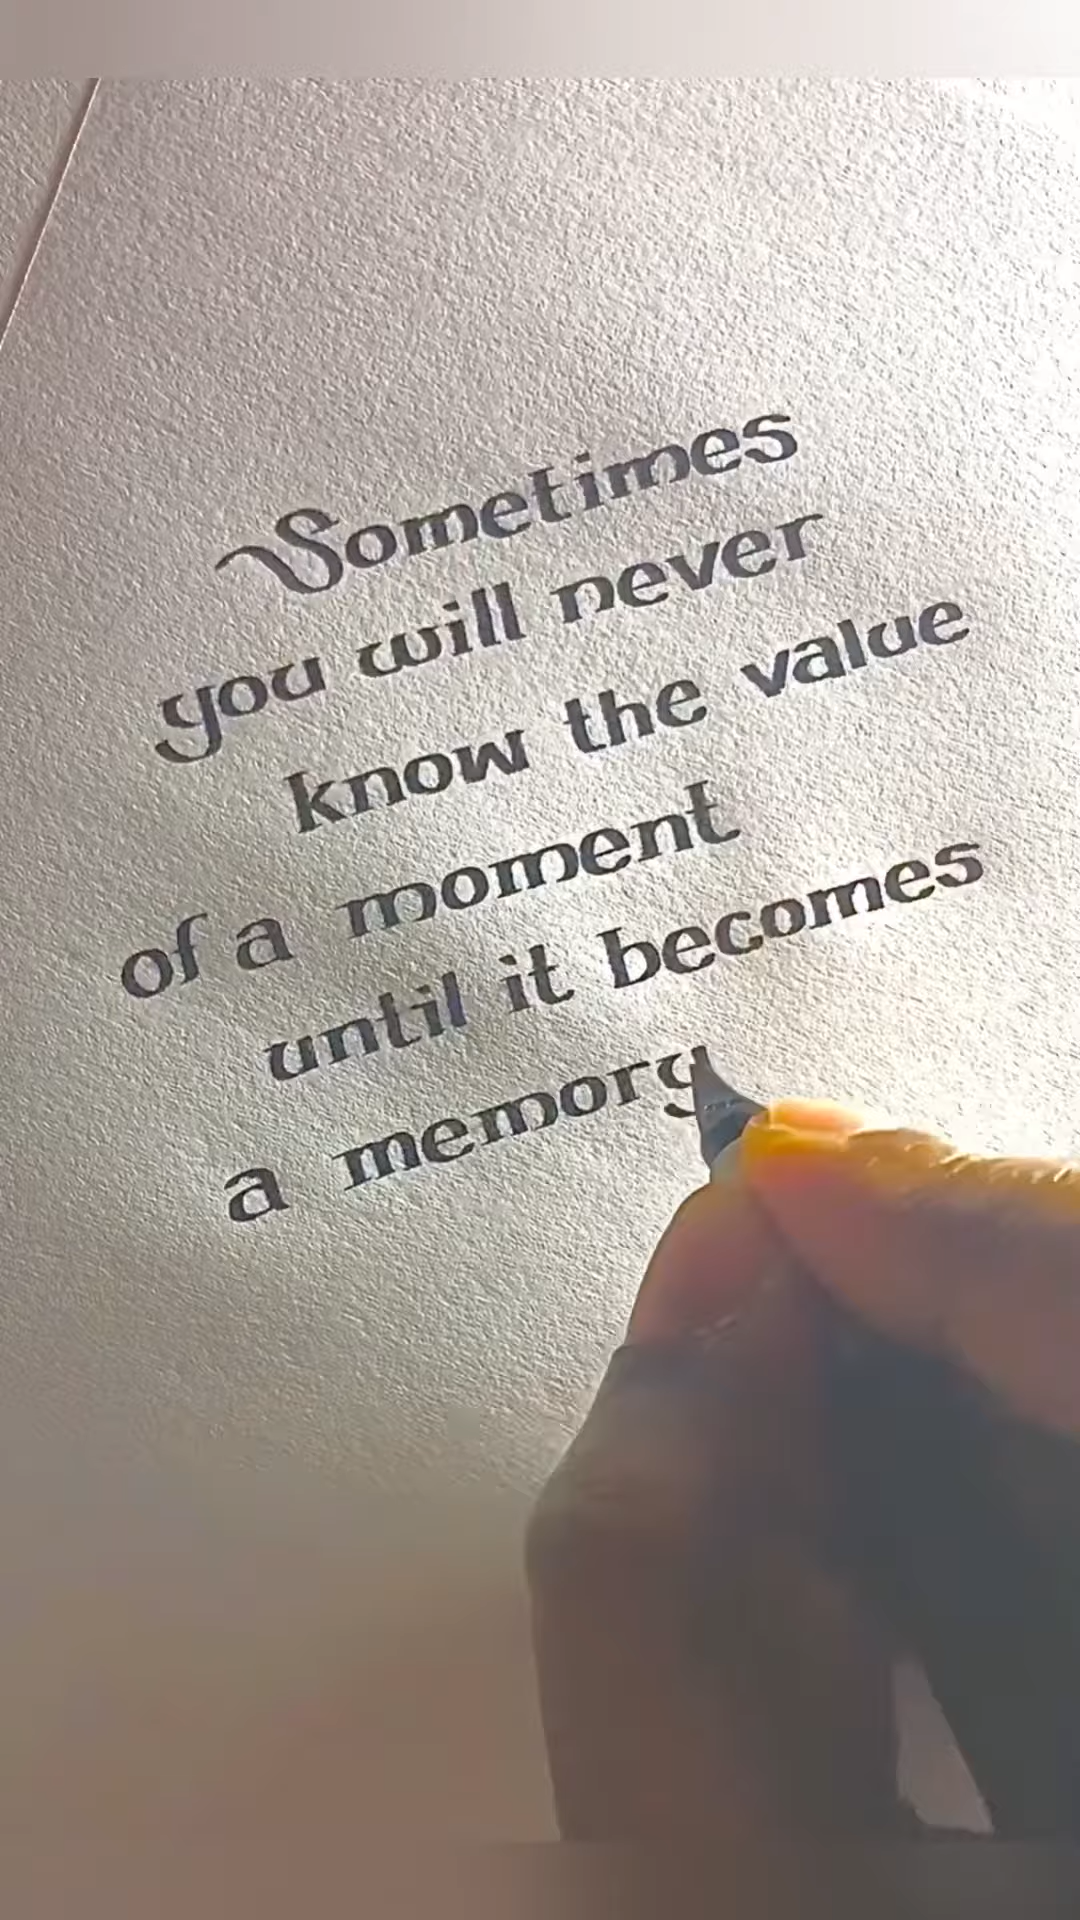 Sometimes
you will never
know the value
of a moment
until it becomes
a memory